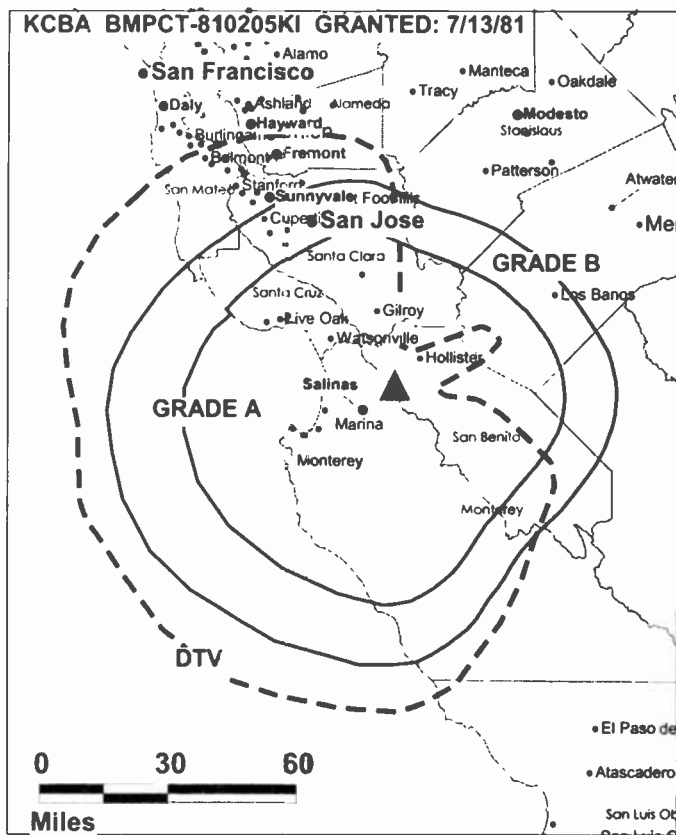 KCBA BMPCT-810205KI GRANTED: 7/13/81
Alamo
San Francisco
Manteca
Oakdale
Tracy
Daly
Ashland
Alameda
Modesto
Hayward
Stanislaus
Fremont
Belmont
Patterson
San Mateo
Stanford
Atwater
Sunnyvale
t Foothills
San Jose
Santa Clara
GRADE B
Santa Cruz
Los Banos
Live Oak
Gilroy
Watsonville
Hollister
Salinas
GRADE A
Marina
San Benito
Monterey
Monterey
DTV
El Paso de
0 30 60
Atascadero
Miles
San Luis Ob